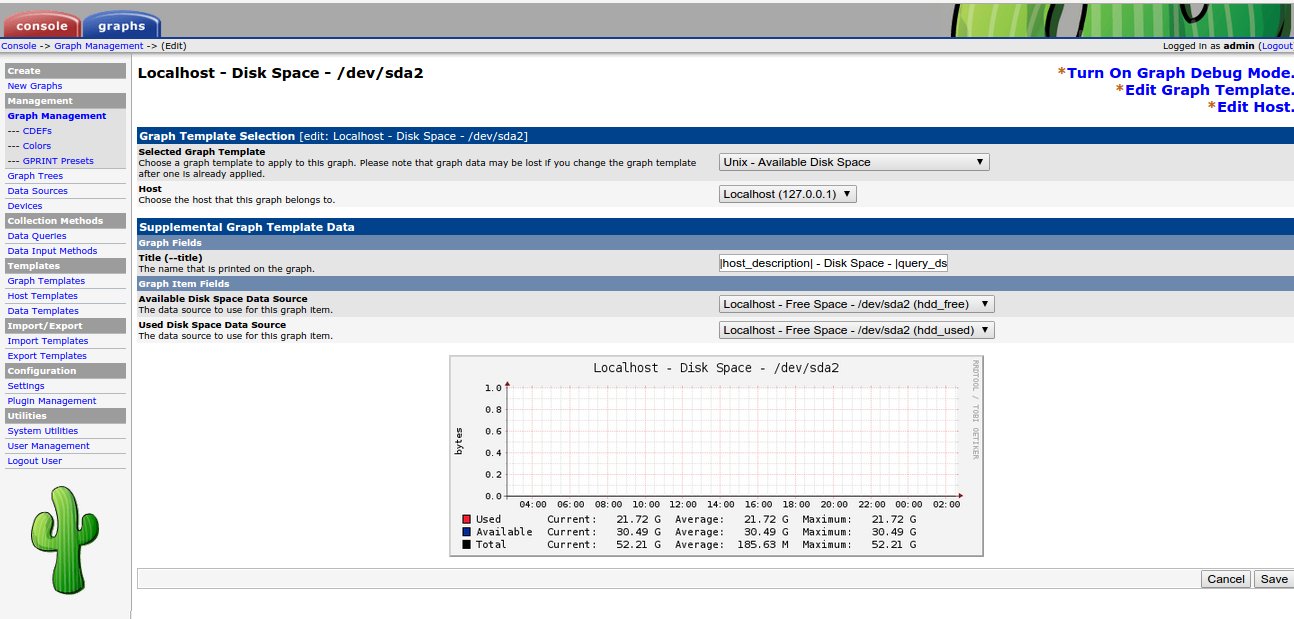 console graphs
Console -> Graph Management -> (Edit)
Logged in as admin (Logout
Create
New Graphs
Management
Graph Management
--- CDEFs
--- Colors
--- GPRINT Presets
Graph Trees
Data Sources
Devices
Collection Methods
Data Queries
Data Input Methods
Templates
Graph Templates
Host Templates
Data Templates
Import/Export
Import Templates
Export Templates
Configuration
Settings
Plugin Management
Utilities
System Utilities
User Management
Logout User
Localhost - Disk Space - /dev/sda2
*Turn On Graph Debug Mode.
*Edit Graph Template.
*Edit Host.
Graph Template Selection [edit: Localhost - Disk Space - /dev/sda2]
Selected Graph Template
Choose a graph template to apply to this graph. Please note that graph data may be lost if you change the graph template
after one is already applied.
Unix - Available Disk Space
Host
Choose the host that this graph belongs to.
Localhost (127.0.0.1)
Supplemental Graph Template Data
Graph Fields
Title (--title)
The name that is printed on the graph.
|host_description| - Disk Space - |query_ds
Graph Item Fields
Available Disk Space Data Source
The data source to use for this graph item.
Localhost - Free Space - /dev/sda2 (hdd_free)
Used Disk Space Data Source
The data source to use for this graph item.
Localhost - Free Space - /dev/sda2 (hdd_used)
Localhost - Disk Space - /dev/sda2
RRDTOOL / TOBI OETIKER
bytes
1.0
0.8
0.6
0.4
0.2
0.0
04:00 06:00 08:00 10:00 12:00 14:00 16:00 18:00 20:00 22:00 00:00 02:00
Used Current: 21.72 G Average: 21.72 G Maximum: 21.72 G
Available Current: 30.49 G Average: 30.49 G Maximum: 30.49 G
Total Current: 52.21 G Average: 185.63 M Maximum: 52.21 G
Cancel Save